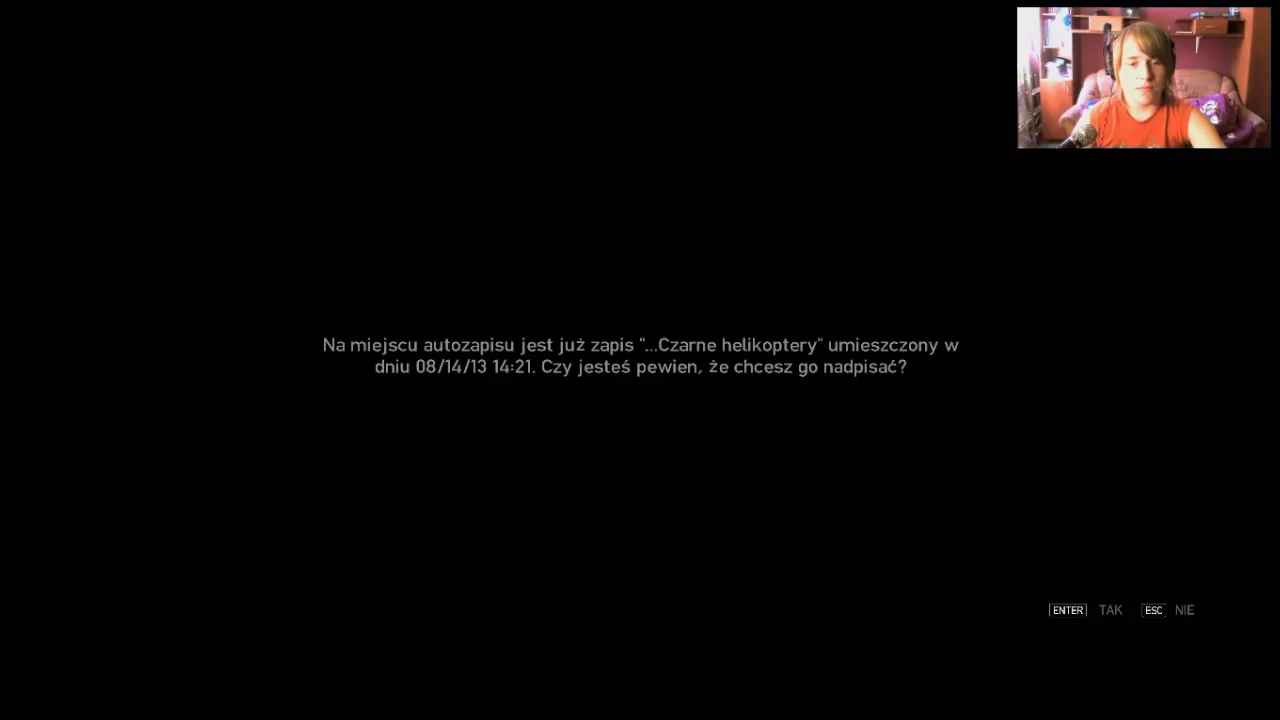 Na miejscu autozapisu jest już zapis "...Czarne helikoptery" umieszczony w
dniu 08/14/13 14:21. Czy jesteś pewien, że chcesz go nadpisać?
ENTER TAK ESC NIE